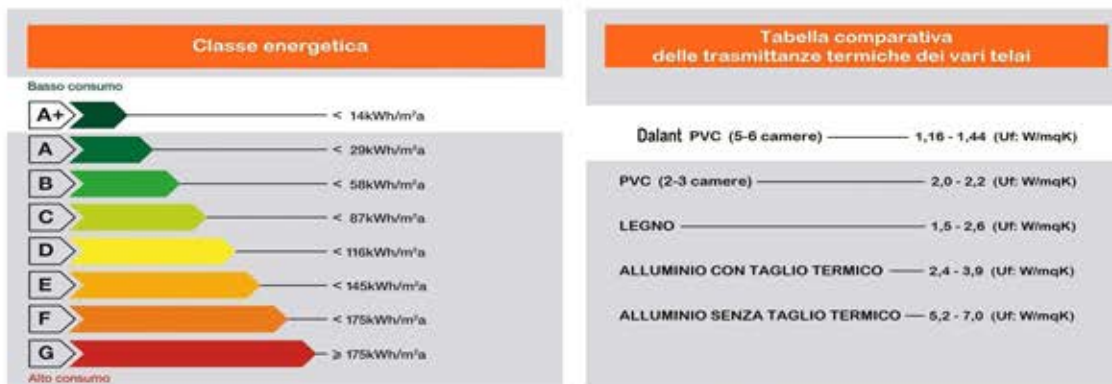 Classe energetica
Basso consumo
A+ < 14kWh/m²a
A < 29kWh/m²a
B < 58kWh/m²a
C < 87kWh/m²a
D < 116kWh/m²a
E < 145kWh/m²a
F < 175kWh/m²a
G ≥ 175kWh/m²a
Alto consumo
Tabella comparativa
delle trasmittanze termiche dei vari telai
Dalant PVC (5-6 camere) 1,16 - 1,44 (Uf: W/mqK)
PVC (2-3 camere) 2,0 - 2,2 (Uf: W/mqK)
LEGNO 1,5 - 2,6 (Uf: W/mqK)
ALLUMINIO CON TAGLIO TERMICO 2,4 - 3,9 (Uf: W/mqK)
ALLUMINIO SENZA TAGLIO TERMICO 5,2 - 7,0 (Uf: W/mqK)